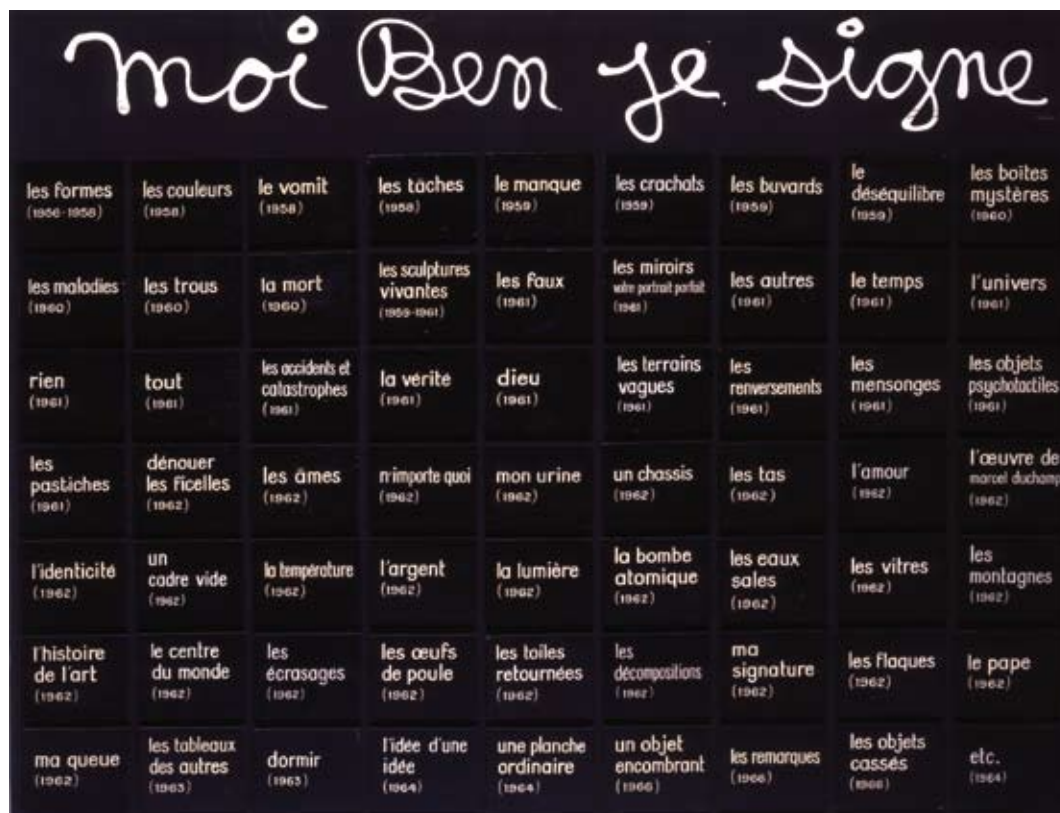 moi Ben je signe
les formes
(1956-1958)
les couleurs
(1958)
le vomit
(1958)
les tâches
(1958)
le manque
(1959)
les crachats
(1959)
les buvards
(1959)
le
déséquilibre
(1959)
les boîtes
mystères
(1960)
les maladies
(1960)
les trous
(1960)
la mort
(1960)
les sculptures
vivantes
(1959-1961)
les faux
(1961)
les miroirs
votre portrait parfait
(1961)
les autres
(1961)
le temps
(1961)
l'univers
(1961)
rien
(1961)
tout
(1961)
les accidents et
catastrophes
(1961)
la vérité
(1961)
dieu
(1961)
les terrains
vagues
(1961)
les
renversements
(1961)
les
mensonges
(1961)
les objets
psychotactiles
(1961)
les
pastiches
(1961)
dénouer
les ficelles
(1962)
les âmes
(1962)
n'importe quoi
(1962)
mon urine
(1962)
un chassis
(1962)
les tas
(1962)
l'amour
(1962)
l'œuvre de
marcel duchamp
(1962)
l'identicité
(1962)
un
cadre vide
(1962)
la température
(1962)
l'argent
(1962)
la lumière
(1962)
la bombe
atomique
(1962)
les eaux
sales
(1962)
les vitres
(1962)
les
montagnes
(1962)
l'histoire
de l'art
(1962)
le centre
du monde
(1962)
les
écrasages
(1962)
les œufs
de poule
(1962)
les toiles
retournées
(1962)
les
décompositions
(1962)
ma
signature
(1962)
les flaques
(1962)
le pape
(1962)
ma queue
(1962)
les tableaux
des autres
(1963)
dormir
(1963)
l'idée d'une
idée
(1964)
une planche
ordinaire
(1964)
un objet
encombrant
(1966)
les remarques
(1966)
les objets
cassés
(1966)
etc.
(1964)